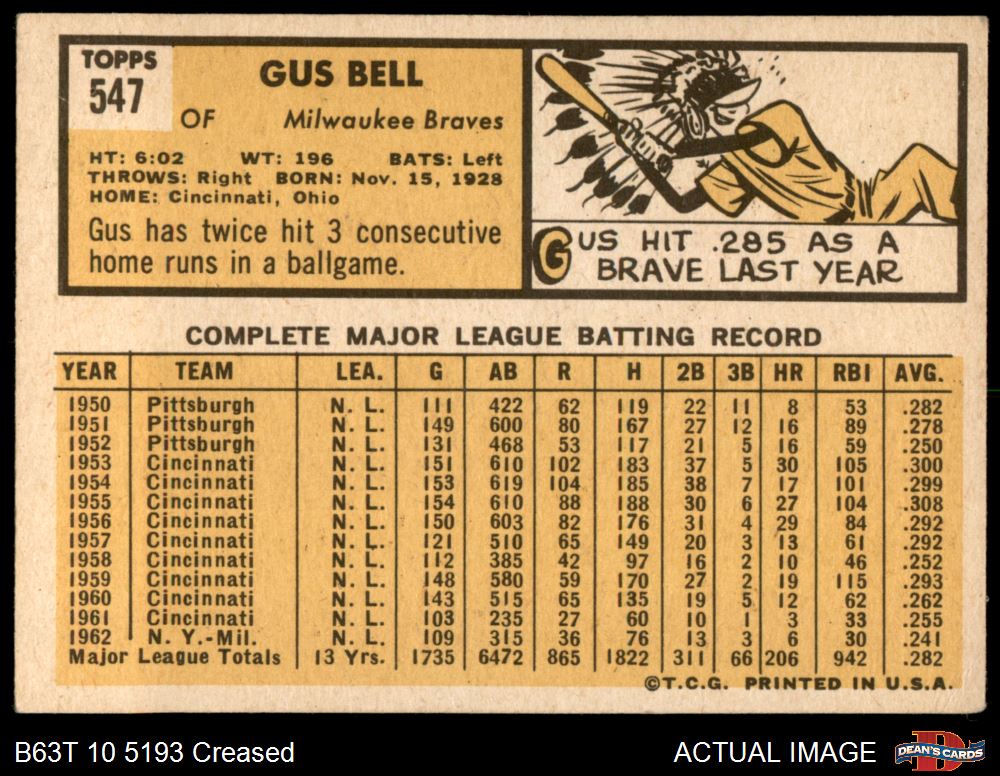 TOPPS
547
GUS BELL
OF Milwaukee Braves
HT: 6:02 WT: 196 BATS: Left
THROWS: Right BORN: Nov. 15, 1928
HOME: Cincinnati, Ohio
Gus has twice hit 3 consecutive
home runs in a ballgame.
GUS HIT .285 AS A
BRAVE LAST YEAR
COMPLETE MAJOR LEAGUE BATTING RECORD
YEAR TEAM LEA. G AB R H 2B 3B HR RBI AVG.
1950 Pittsburgh N. L. 111 422 62 119 22 11 8 53 .282
1951 Pittsburgh N. L. 149 600 80 167 27 12 16 89 .278
1952 Pittsburgh N. L. 131 468 53 117 21 5 16 59 .250
1953 Cincinnati N. L. 151 610 102 183 37 5 30 105 .300
1954 Cincinnati N. L. 153 619 104 185 38 7 17 101 .299
1955 Cincinnati N. L. 154 610 88 188 30 6 27 104 .308
1956 Cincinnati N. L. 150 603 82 176 31 4 29 84 .292
1957 Cincinnati N. L. 121 510 65 149 20 3 13 61 .292
1958 Cincinnati N. L. 112 385 42 97 16 2 10 46 .252
1959 Cincinnati N. L. 148 580 59 170 27 2 19 115 .293
1960 Cincinnati N. L. 143 515 65 135 19 5 12 62 .262
1961 Cincinnati N. L. 103 235 27 60 10 1 3 33 .255
1962 N. Y.-Mil. N. L. 109 315 36 76 13 3 6 30 .241
Major League Totals 13 Yrs. 1735 6472 865 1822 311 66 206 942 .282
©T.C.G. PRINTED IN U.S.A.
B63T 10 5193 Creased
ACTUAL IMAGE
DEAN'S CARDS